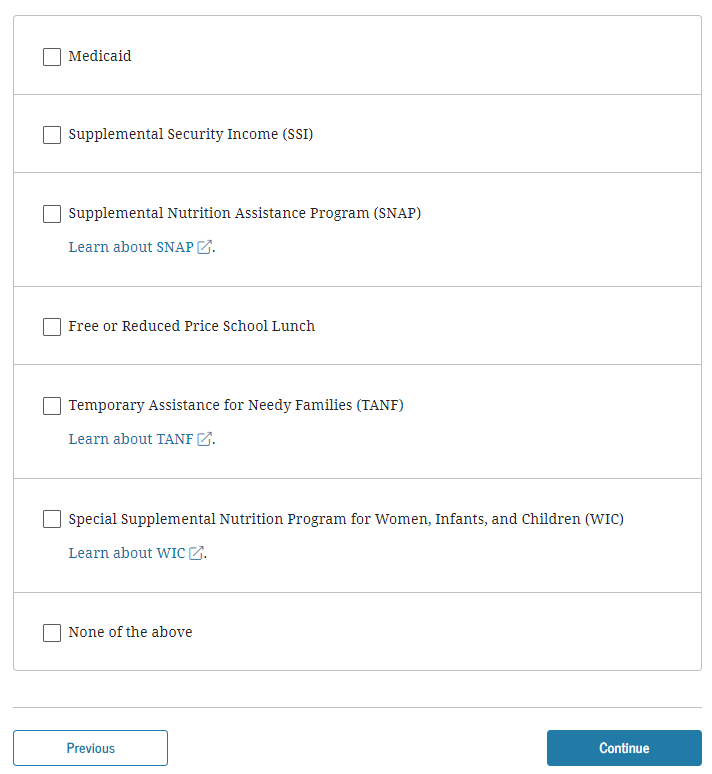 Medicaid
Supplemental Security Income (SSI)
Supplemental Nutrition Assistance Program (SNAP)
Learn about SNAP.
Free or Reduced Price School Lunch
Temporary Assistance for Needy Families (TANF)
Learn about TANF.
Special Supplemental Nutrition Program for Women, Infants, and Children (WIC)
Learn about WIC.
None of the above
Previous
Continue